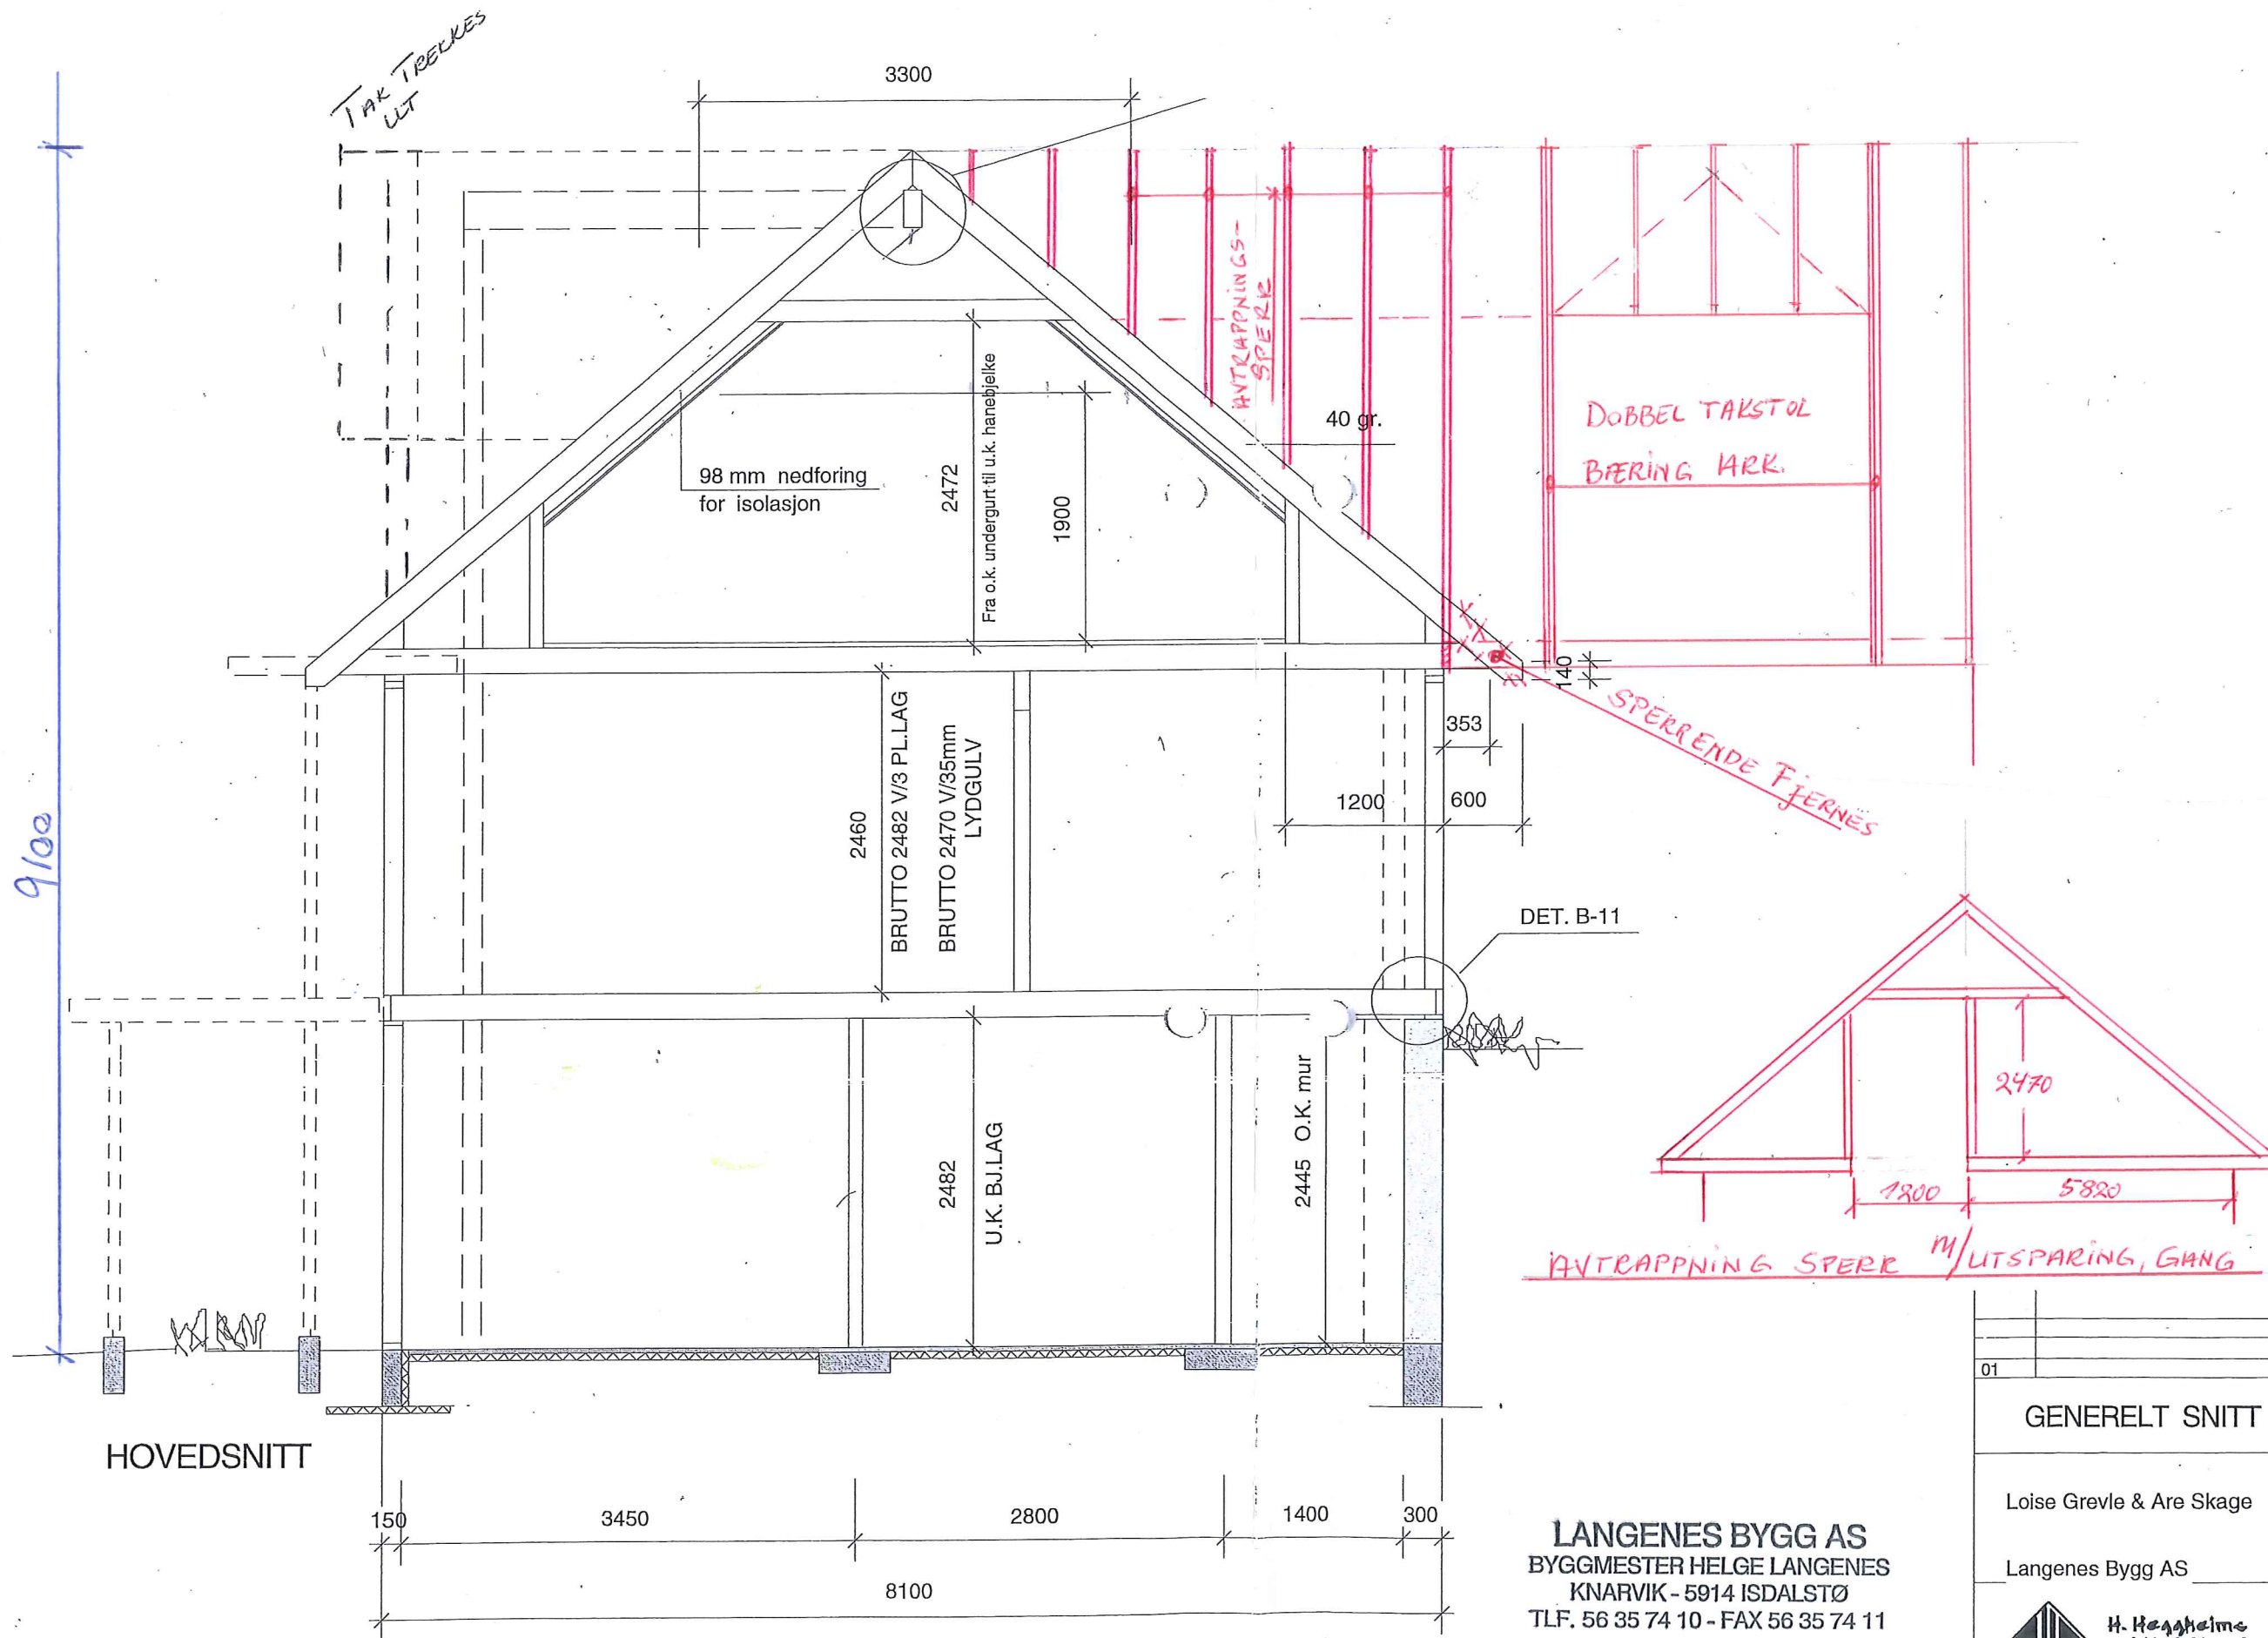 TAK TREKKES
UT
3300
9100
AVTRAPPNINGS-
SPERR
40 gr.
DOBBEL TAKSTOL
BÆRING ARK.
98 mm nedforing
for isolasjon
2472
Fra o.k. undergurt til u.k. hanebjelke
1900
140
SPERRENDE FJERNES
353
1200
600
2460
BRUTTO 2482 V/3 PL.LAG
BRUTTO 2470 V/35mm
LYDGULV
DET. B-11
2482
U.K. BJ.LAG
2445 O.K. mur
2470
1200
5820
AVTRAPPNING SPERR M/UTSPARING, GANG
HOVEDSNITT
150
3450
2800
1400
300
8100
LANGENES BYGG AS
BYGGMESTER HELGE LANGENES
KNARVIK - 5914 ISDALSTØ
TLF. 56 35 74 10 - FAX 56 35 74 11
01
GENERELT SNITT
Loise Grevle & Are Skage
Langenes Bygg AS
H. Heggheims